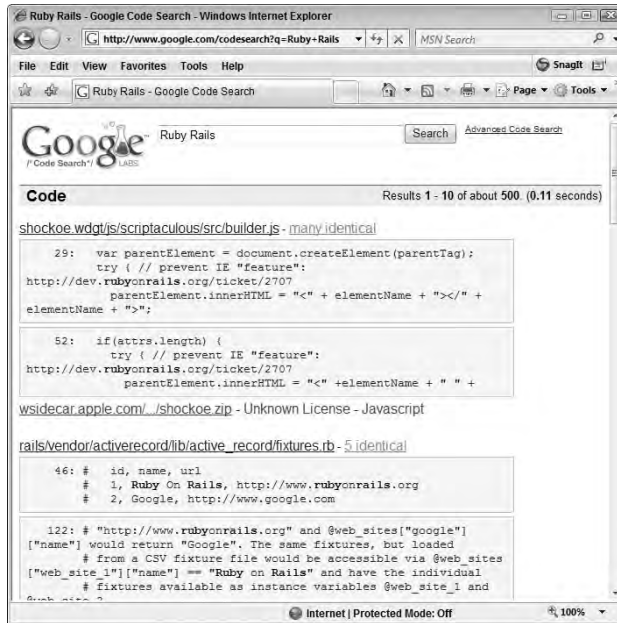 Ruby Rails - Google Code Search - Windows Internet Explorer
http://www.google.com/codesearch?q=Ruby+Rails
MSN Search
File Edit View Favorites Tools Help
SnagIt
Ruby Rails - Google Code Search
Page
Tools
Google
/* Code Search */ LABS
Ruby Rails
Search
Advanced Code Search
Code
Results 1 - 10 of about 500. (0.11 seconds)
shockoe.wdgt/js/scriptaculous/src/builder.js - many identical
29: var parentElement = document.createElement(parentTag);
try { // prevent IE "feature":
http://dev.rubyonrails.org/ticket/2707
parentElement.innerHTML = "<" + elementName + "></" +
elementName + ">";
52: if(attrs.length) {
try { // prevent IE "feature":
http://dev.rubyonrails.org/ticket/2707
parentElement.innerHTML = "<" +elementName + " " +
wsidecar.apple.com/.../shockoe.zip - Unknown License - Javascript
rails/vendor/activerecord/lib/active_record/fixtures.rb - 5 identical
46: # id, name, url
# 1, Ruby On Rails, http://www.rubyonrails.org
# 2, Google, http://www.google.com
122: # "http://www.rubyonrails.org" and @web_sites["google"]
["name"] would return "Google". The same fixtures, but loaded
# from a CSV fixture file would be accessible via @web_sites
["web_site_1"]["name"] == "Ruby on Rails" and have the individual
# fixtures available as instance variables @web_site_1 and
@web_site_2
Internet | Protected Mode: Off
100%